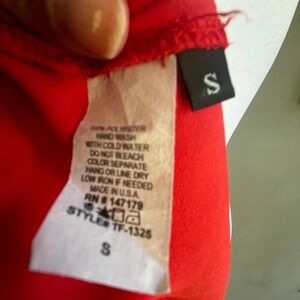 S
100% POLYESTER
HAND WASH
WITH COLD WATER
DO NOT BLEACH
COLOR SEPARATE
HANG OR LINE DRY
LOW IRON IF NEEDED
MADE IN U.S.A.
RN # 147179
STYLE# TF-1325
S